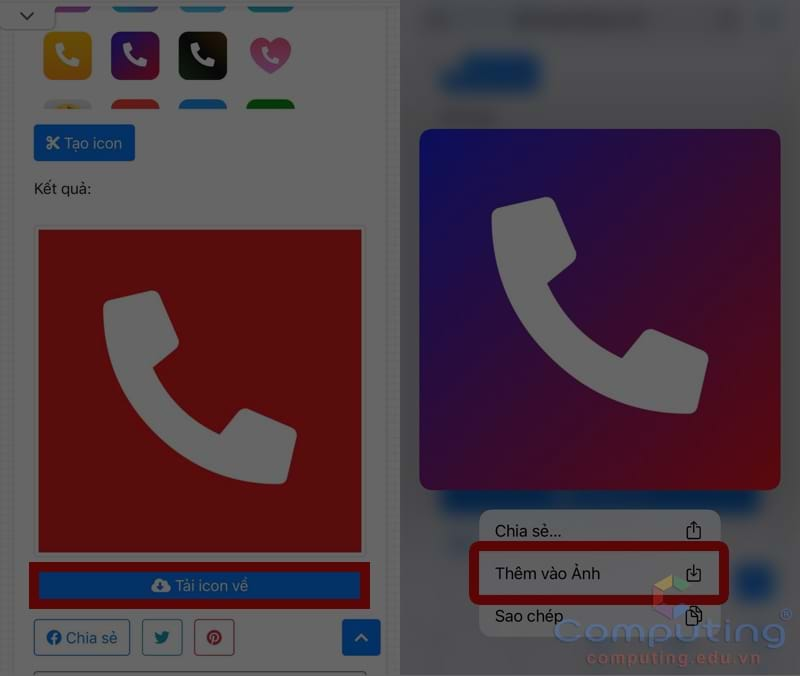 Tạo icon
Kết quả:
Tải icon về
Chia sẻ
Chia sẻ...
Thêm vào Ảnh
Sao chép
Computing®
computing.edu.vn